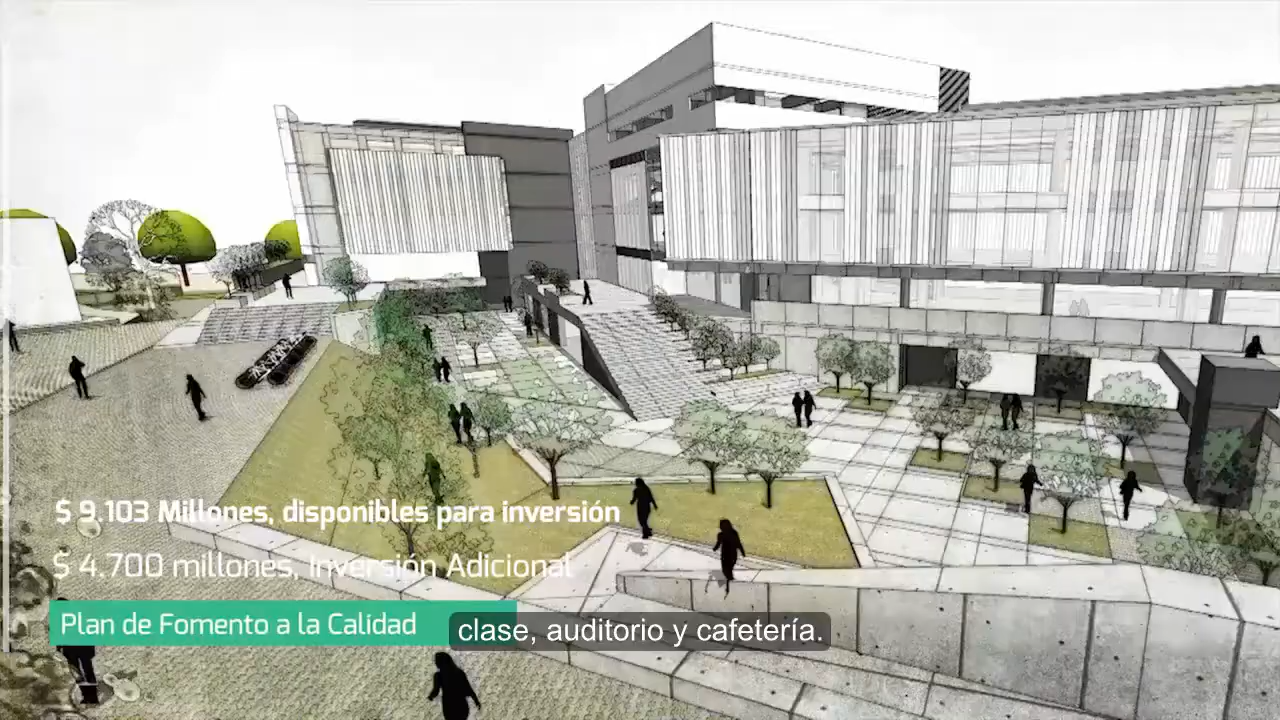 $ 9.103 Millones, disponibles para inversión
$ 4.700 millones, Inversión Adicional
Plan de Fomento a la Calidad
clase, auditorio y cafetería.